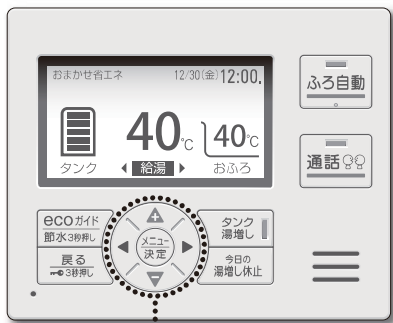 おまかせ省エネ 12/30(金)12:00.
40℃ 40℃
タンク ◀ 給湯 ▶ おふろ
ふろ自動
通話
ecoガイド
節水3秒押し
戻る
3秒押し
メニュー
決定
タンク
湯増し
今日の
湯増し休止